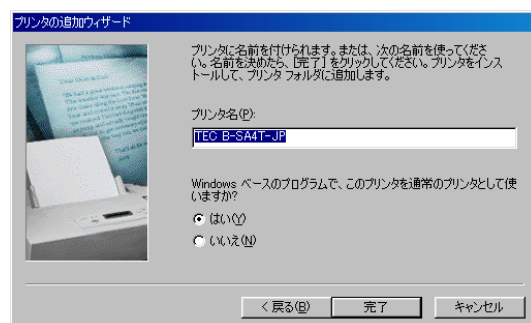 プリンタの追加ウィザード
プリンタに名前を付けられます。または、次の名前を使ってくださ
い。名前を決めたら、[完了] をクリックしてください。プリンタをインス
トールして、プリンタ フォルダに追加します。
プリンタ名(P):
TEC B-SA4T-JP
Windows ベースのプログラムで、このプリンタを通常のプリンタとして使
いますか?
はい(Y)
いいえ(N)
< 戻る(B)
完了
キャンセル